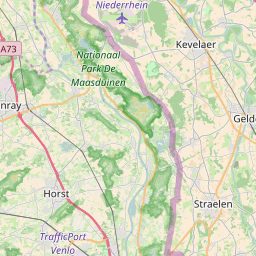 Niederrhein
Kevelaer
A73
Nationaal
Park De
Maasduinen
nray
Geld
Horst
Straelen
TrafficPort
Venlo